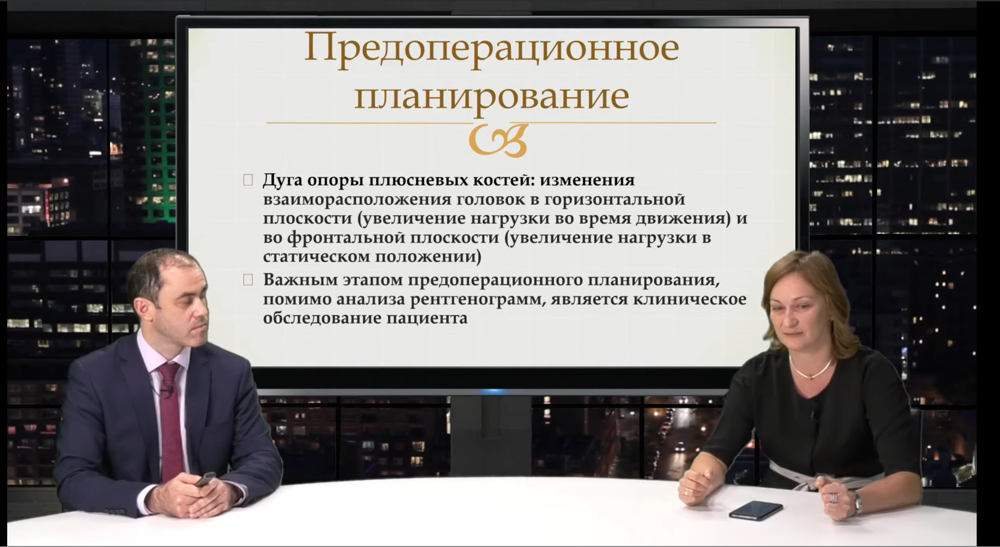 Предоперационное
планирование
Дуга опоры плюсневых костей: изменения
взаиморасположения головок в горизонтальной
плоскости (увеличение нагрузки во время движения) и
во фронтальной плоскости (увеличение нагрузки в
статическом положении)
Важным этапом предоперационного планирования,
помимо анализа рентгенограмм, является клиническое
обследование пациента